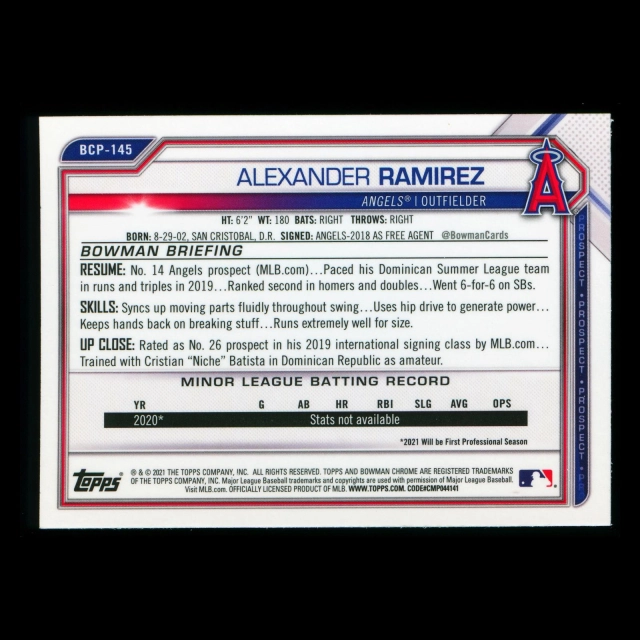 BCP-145
ALEXANDER RAMIREZ
ANGELS® | OUTFIELDER
A
HT: 6'2" WT: 180 BATS: RIGHT THROWS: RIGHT
BORN: 8-29-02, SAN CRISTOBAL, D.R. SIGNED: ANGELS-2018 AS FREE AGENT @BowmanCards
BOWMAN BRIEFING
RESUME: No. 14 Angels prospect (MLB.com)...Paced his Dominican Summer League team
in runs and triples in 2019...Ranked second in homers and doubles...Went 6-for-6 on SBs.
SKILLS: Syncs up moving parts fluidly throughout swing...Uses hip drive to generate power...
Keeps hands back on breaking stuff...Runs extremely well for size.
UP CLOSE: Rated as No. 26 prospect in his 2019 international signing class by MLB.com...
Trained with Cristian "Niche" Batista in Dominican Republic as amateur.
MINOR LEAGUE BATTING RECORD
YR G AB HR RBI SLG AVG OPS
2020* Stats not available
*2021 Will be First Professional Season
Topps
® & © 2021 THE TOPPS COMPANY, INC. ALL RIGHTS RESERVED. TOPPS AND BOWMAN CHROME ARE REGISTERED TRADEMARKS
OF THE TOPPS COMPANY, INC. Major League Baseball trademarks and copyrights are used with permission of Major League Baseball.
Visit MLB.com. OFFICIALLY LICENSED PRODUCT OF MLB. WWW.TOPPS.COM. CODE#CMP044141
PROSPECT • PROSPECT • PROSPECT • PROSPECT • PR